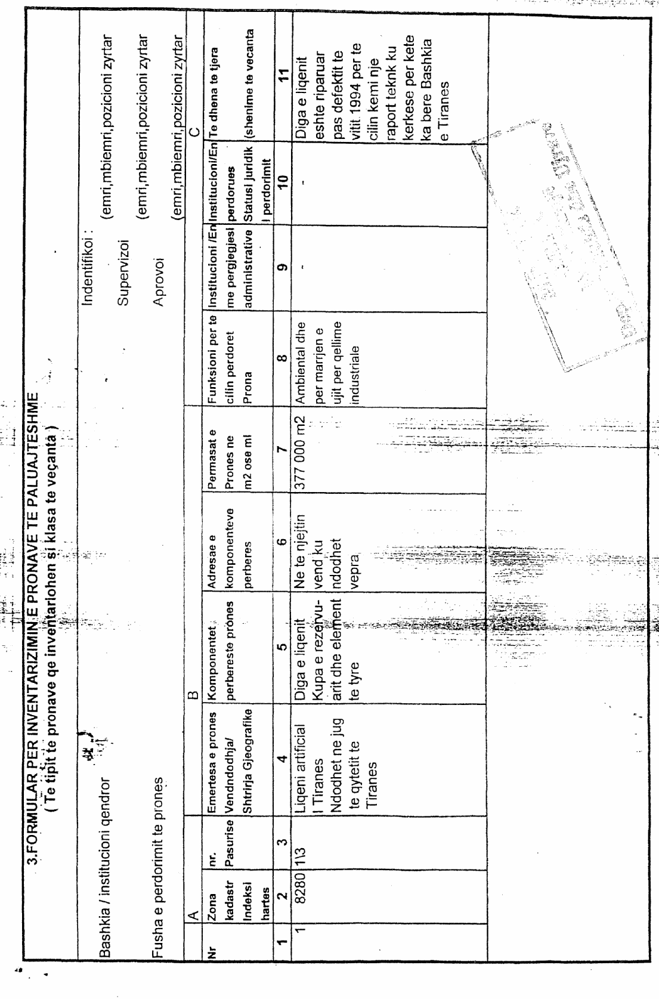 3.FORMULAR PER INVENTARIZIMIN E PRONAVE TE PALUAJTESHME
( Te tipit te pronave qe inventariohen si klasa te veçanta )
Indentifikoi :
Bashkia / institucioni qendror
(emri,mbiemri,pozicioni zyrtar
Supervizoi
(emri,mbiemri,pozicioni zyrtar
Fusha e perdorimit te prones
Aprovoi
(emri,mbiemri,pozicioni zyrtar
A
B
C
Nr
Zona
kadastr
Indeksi
hartes
nr.
Pasurise
Emertesa e prones
Vendndodhja/
Shtrirja Gjeografike
Komponentet
perbereste prones
Adresae e
komponenteve
perberes
Permasat e
Prones ne
m2 ose ml
Funksioni per te
cilin perdoret
Prona
Institucioni /En
me pergjegjesi
administrative
Institucioni/En
perdorues
Statusi juridik
i perdorimit
Te dhena te tjera
(shenime te vecanta
1
2
3
4
5
6
7
8
9
10
11
1
8280
1\3
Liqeni artificial
I Tiranes
Ndodhet ne jug
te qytetit te
Tiranes
Diga e liqenit
Kupa e rezervu-
arit dhe element
te tyre
Ne te njejtin
vend ku
ndodhet
vepra
377 000 m2
Ambiental dhe
per marrjen e
ujit per qellime
industriale
-
-
Diga e liqenit
eshte riparuar
pas defektit te
vitit 1994 per te
cilin kemi nje
raport teknk ku
kerkese per kete
ka bere Bashkia
e Tiranes